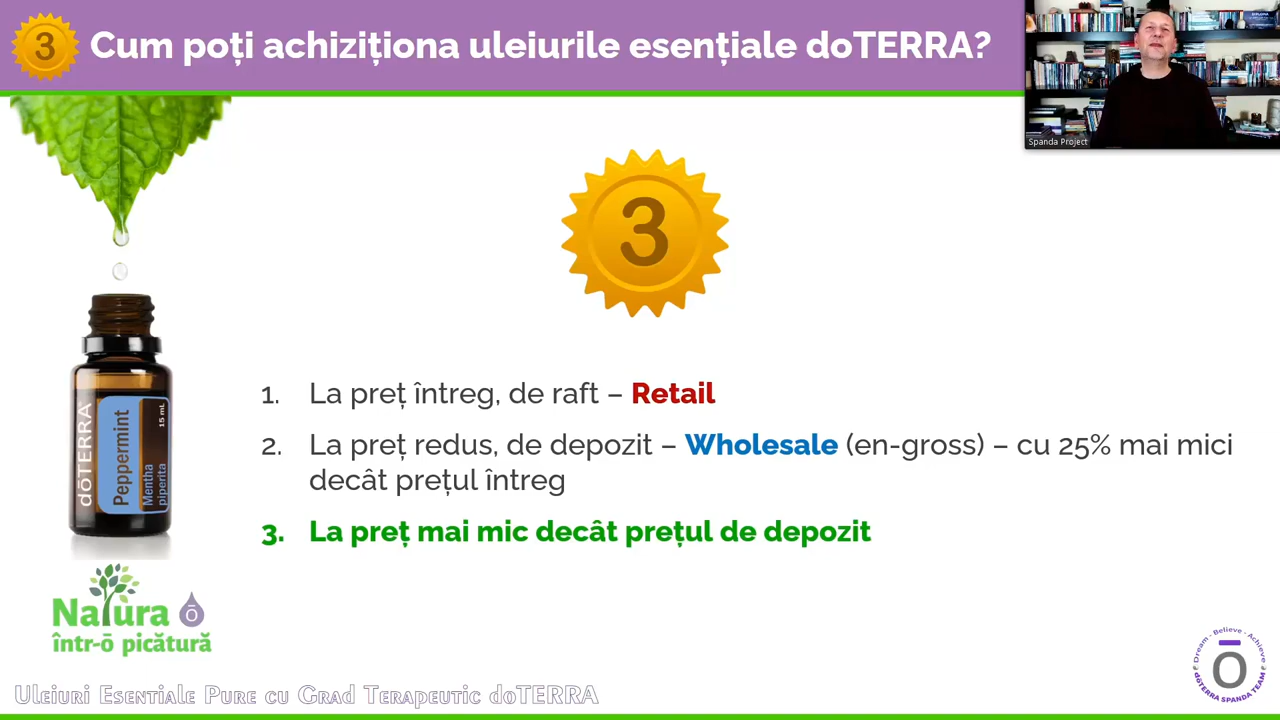 3 Cum poți achiziționa uleiurile esențiale doTERRA?
Spanda Project
3
1. La preț întreg, de raft – Retail
2. La preț redus, de depozit – Wholesale (en-gross) – cu 25% mai mici
decât prețul întreg
3. La preț mai mic decât prețul de depozit
dōTERRA
Peppermint
Mentha
piperita
15 mL
Natura ō
într-ō picătură
Uleiuri Esentiale Pure cu Grad Terapeutic doTERRA
Dream - Believe - Achieve
Ō
dōTERRA SPANDA TEAM